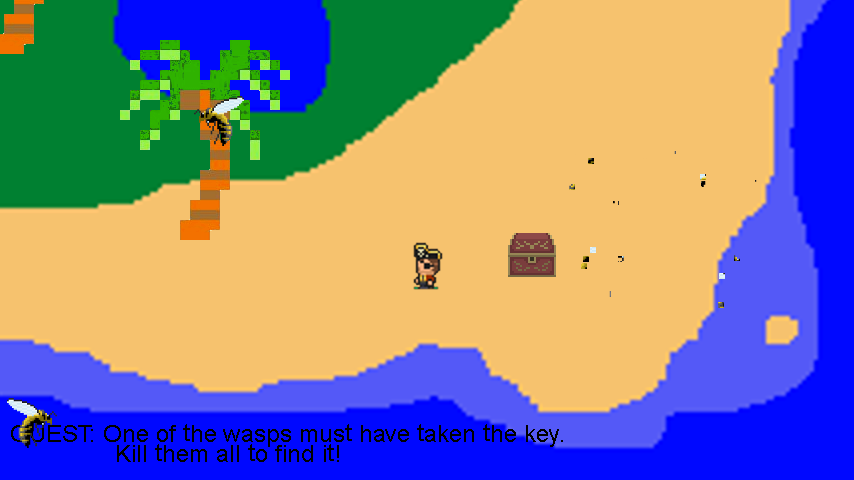 QUEST: One of the wasps must have taken the key.
Kill them all to find it!